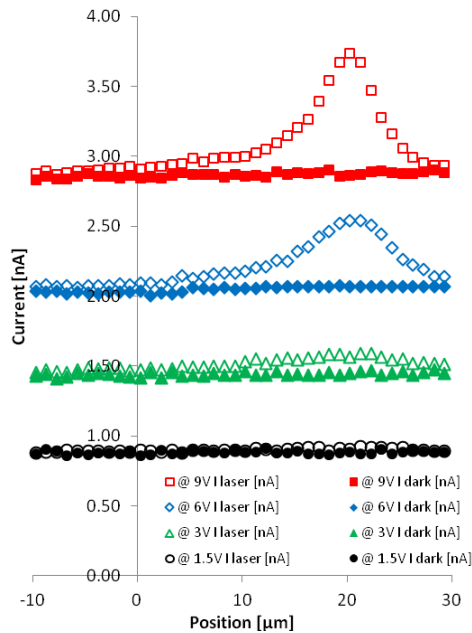 4.00
3.50
3.00
2.50
2.00
1.50
1.00
0.50
0.00
Current [nA]
@ 9V I laser [nA] @ 9V I dark [nA]
@ 6V I laser [nA] @ 6V I dark [nA]
@ 3V I laser [nA] @ 3V I dark [nA]
@ 1.5V I laser [nA] @ 1.5V I dark [nA]
-10 0 10 20 30
Position [µm]